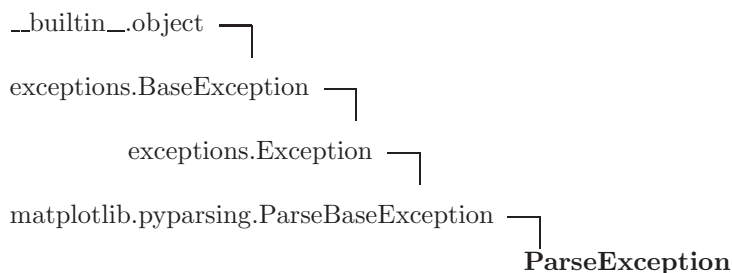 __builtin__.object
exceptions.BaseException
exceptions.Exception
matplotlib.pyparsing.ParseBaseException
ParseException